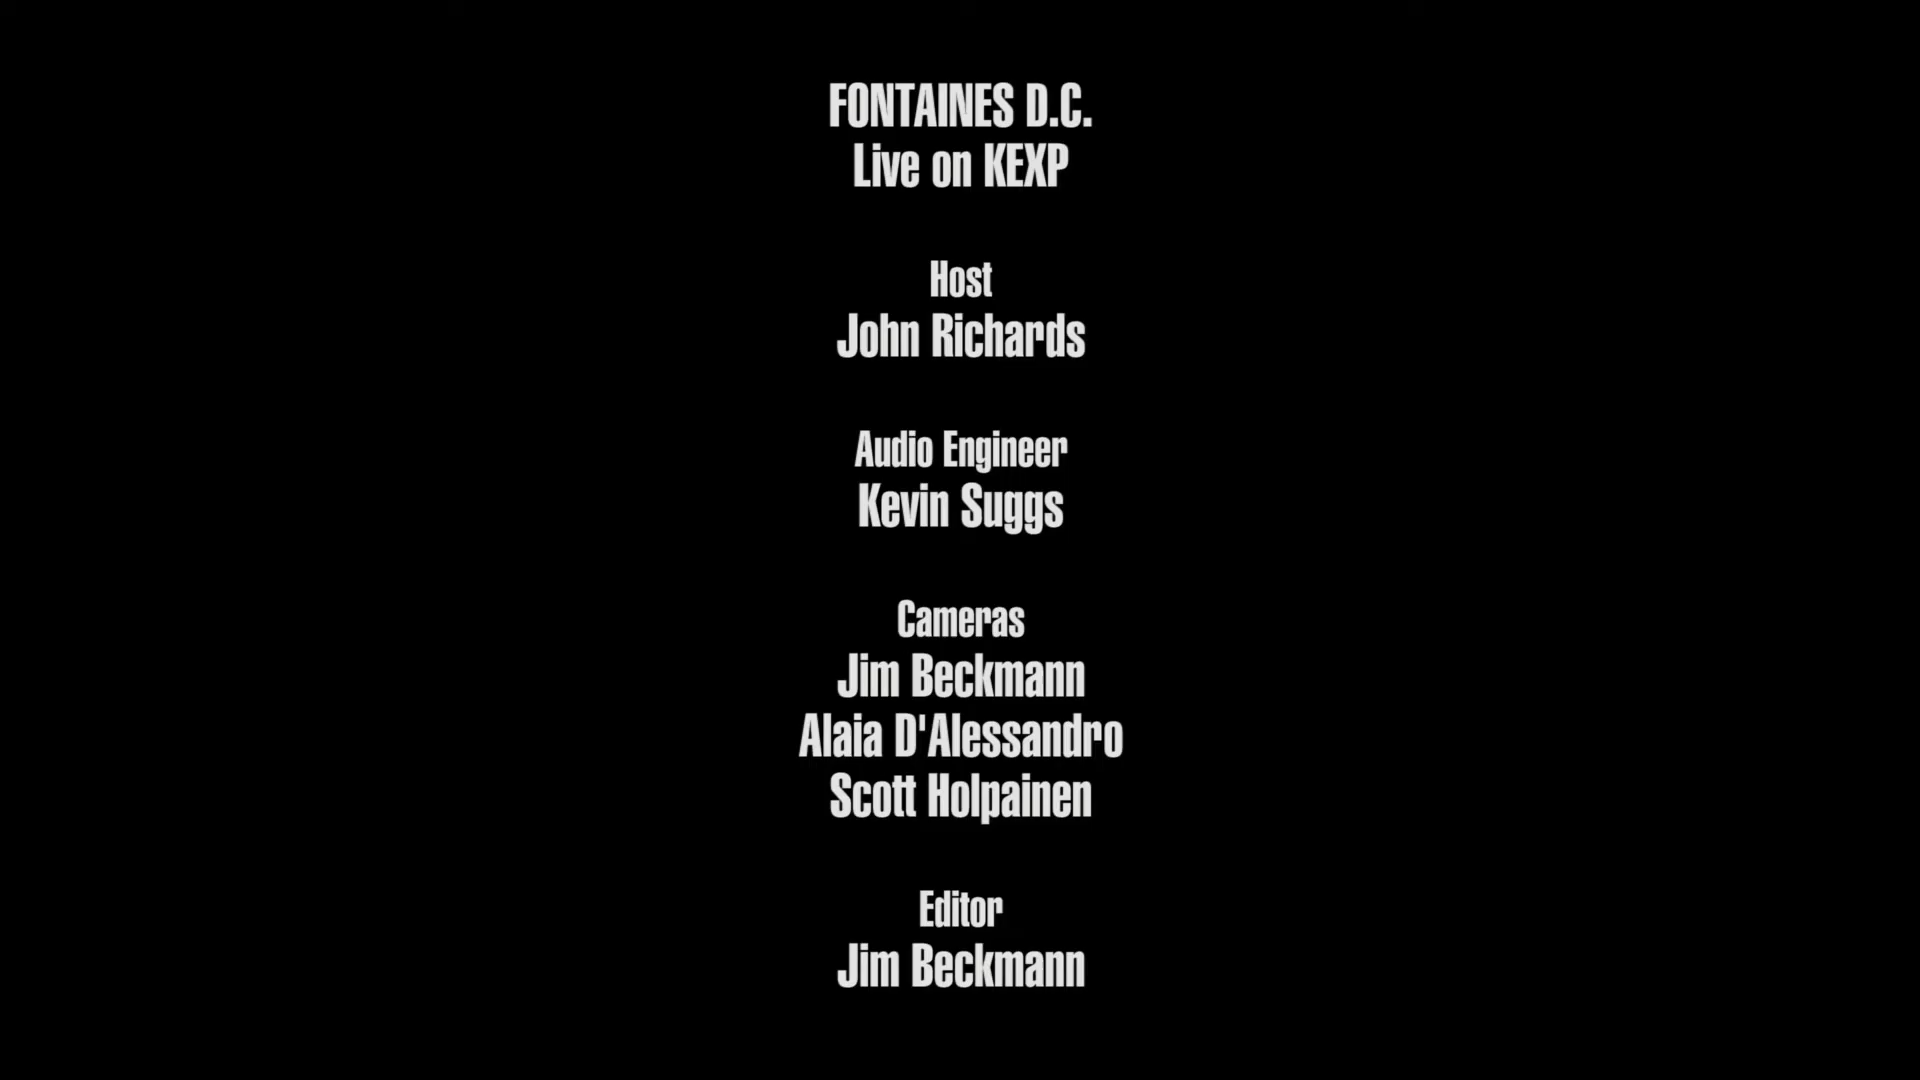 FONTAINES D.C.
Live on KEXP
Host
John Richards
Audio Engineer
Kevin Suggs
Cameras
Jim Beckmann
Alaia D'Alessandro
Scott Holpainen
Editor
Jim Beckmann